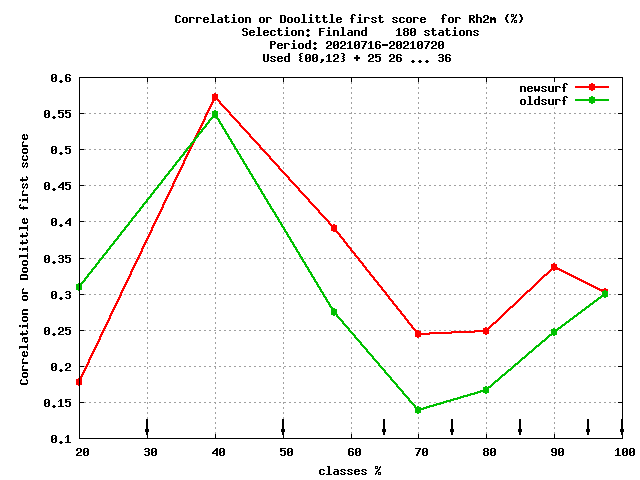 Correlation or Doolittle first score  for Rh2m (%)
Selection: Finland    180 stations
Period: 20210716-20210720
Used {00,12} + 25 26 ... 36
newsurf
oldsurf
Correlation or Doolittle first score
0.6
0.55
0.5
0.45
0.4
0.35
0.3
0.25
0.2
0.15
0.1
20 30 40 50 60 70 80 90 100
classes %